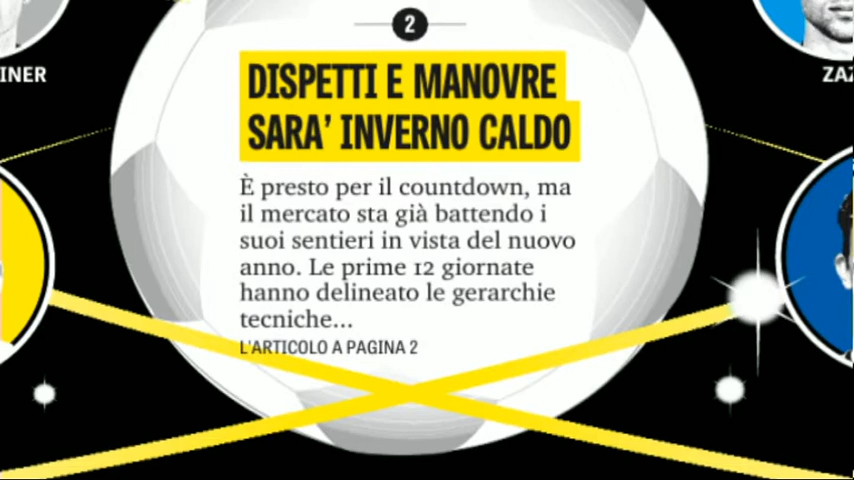 2
INER
ZAZ
DISPETTI E MANOVRE
SARA' INVERNO CALDO
È presto per il countdown, ma
il mercato sta già battendo i
suoi sentieri in vista del nuovo
anno. Le prime 12 giornate
hanno delineato le gerarchie
tecniche...
L'ARTICOLO A PAGINA 2